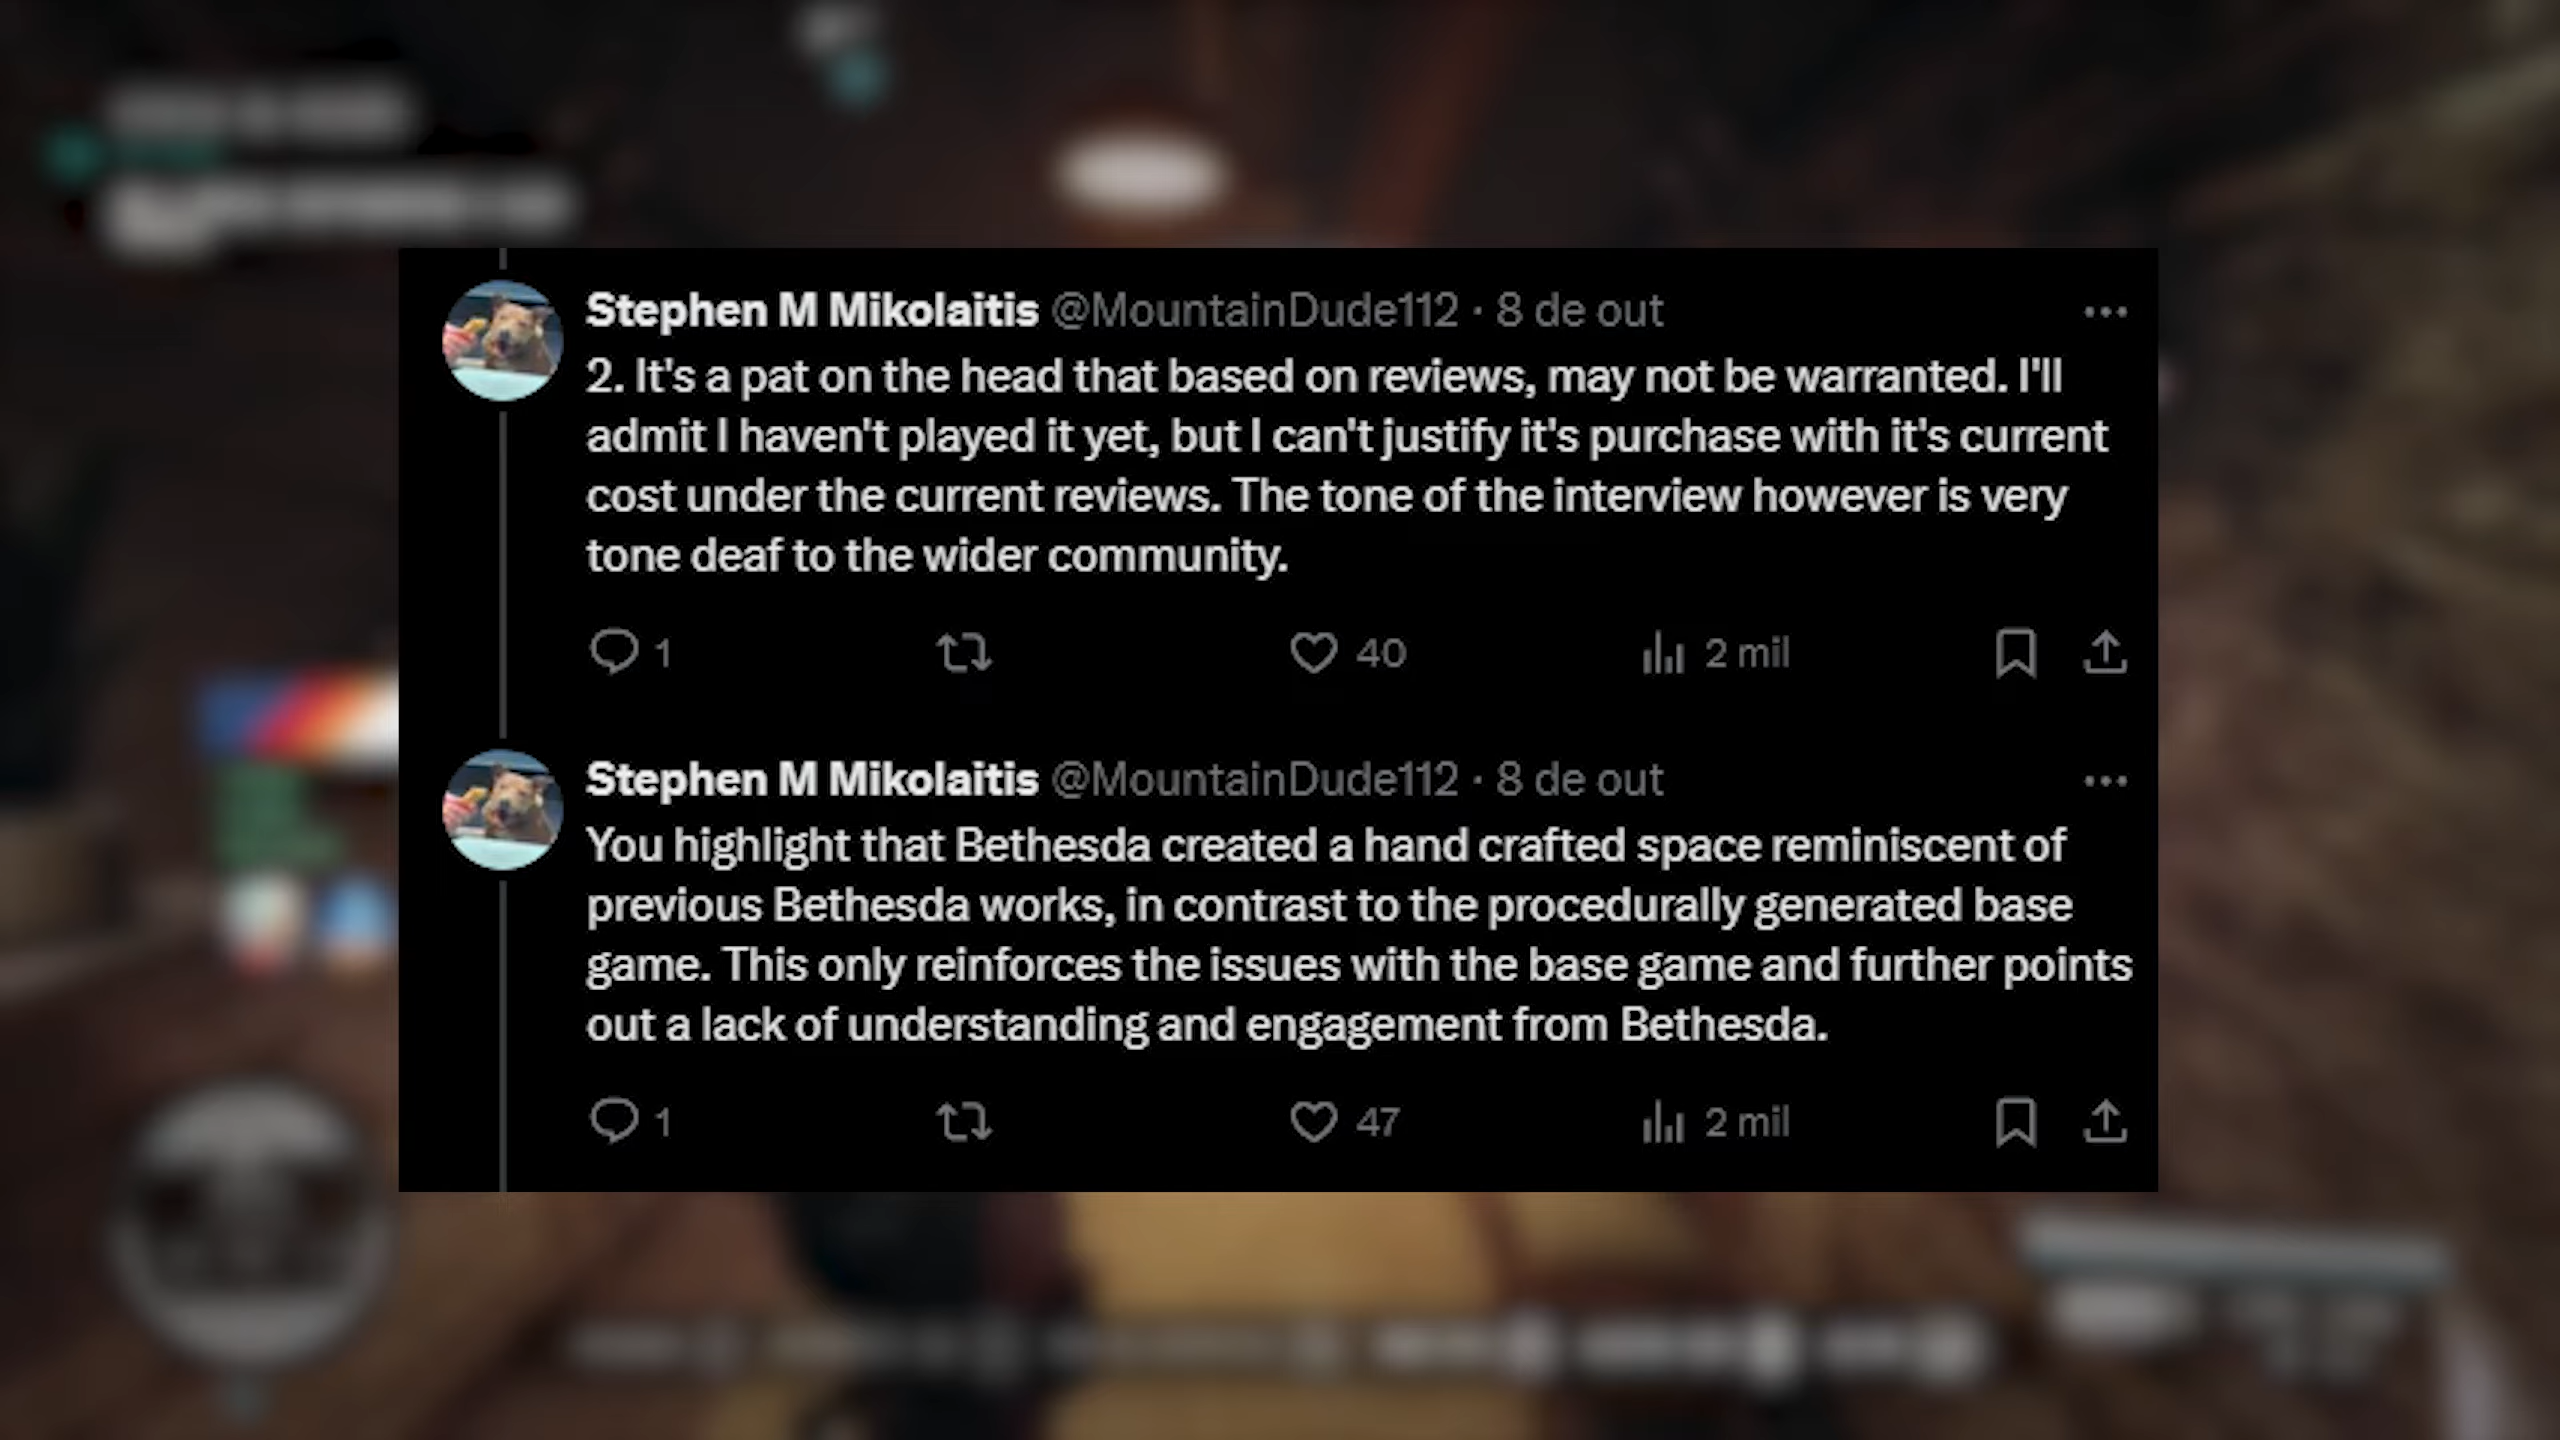 Stephen M Mikolaitis @MountainDude112 · 8 de out
2. It's a pat on the head that based on reviews, may not be warranted. I'll
admit I haven't played it yet, but I can't justify it's purchase with it's current
cost under the current reviews. The tone of the interview however is very
tone deaf to the wider community.
1 40 2 mil
Stephen M Mikolaitis @MountainDude112 · 8 de out
You highlight that Bethesda created a hand crafted space reminiscent of
previous Bethesda works, in contrast to the procedurally generated base
game. This only reinforces the issues with the base game and further points
out a lack of understanding and engagement from Bethesda.
1 47 2 mil